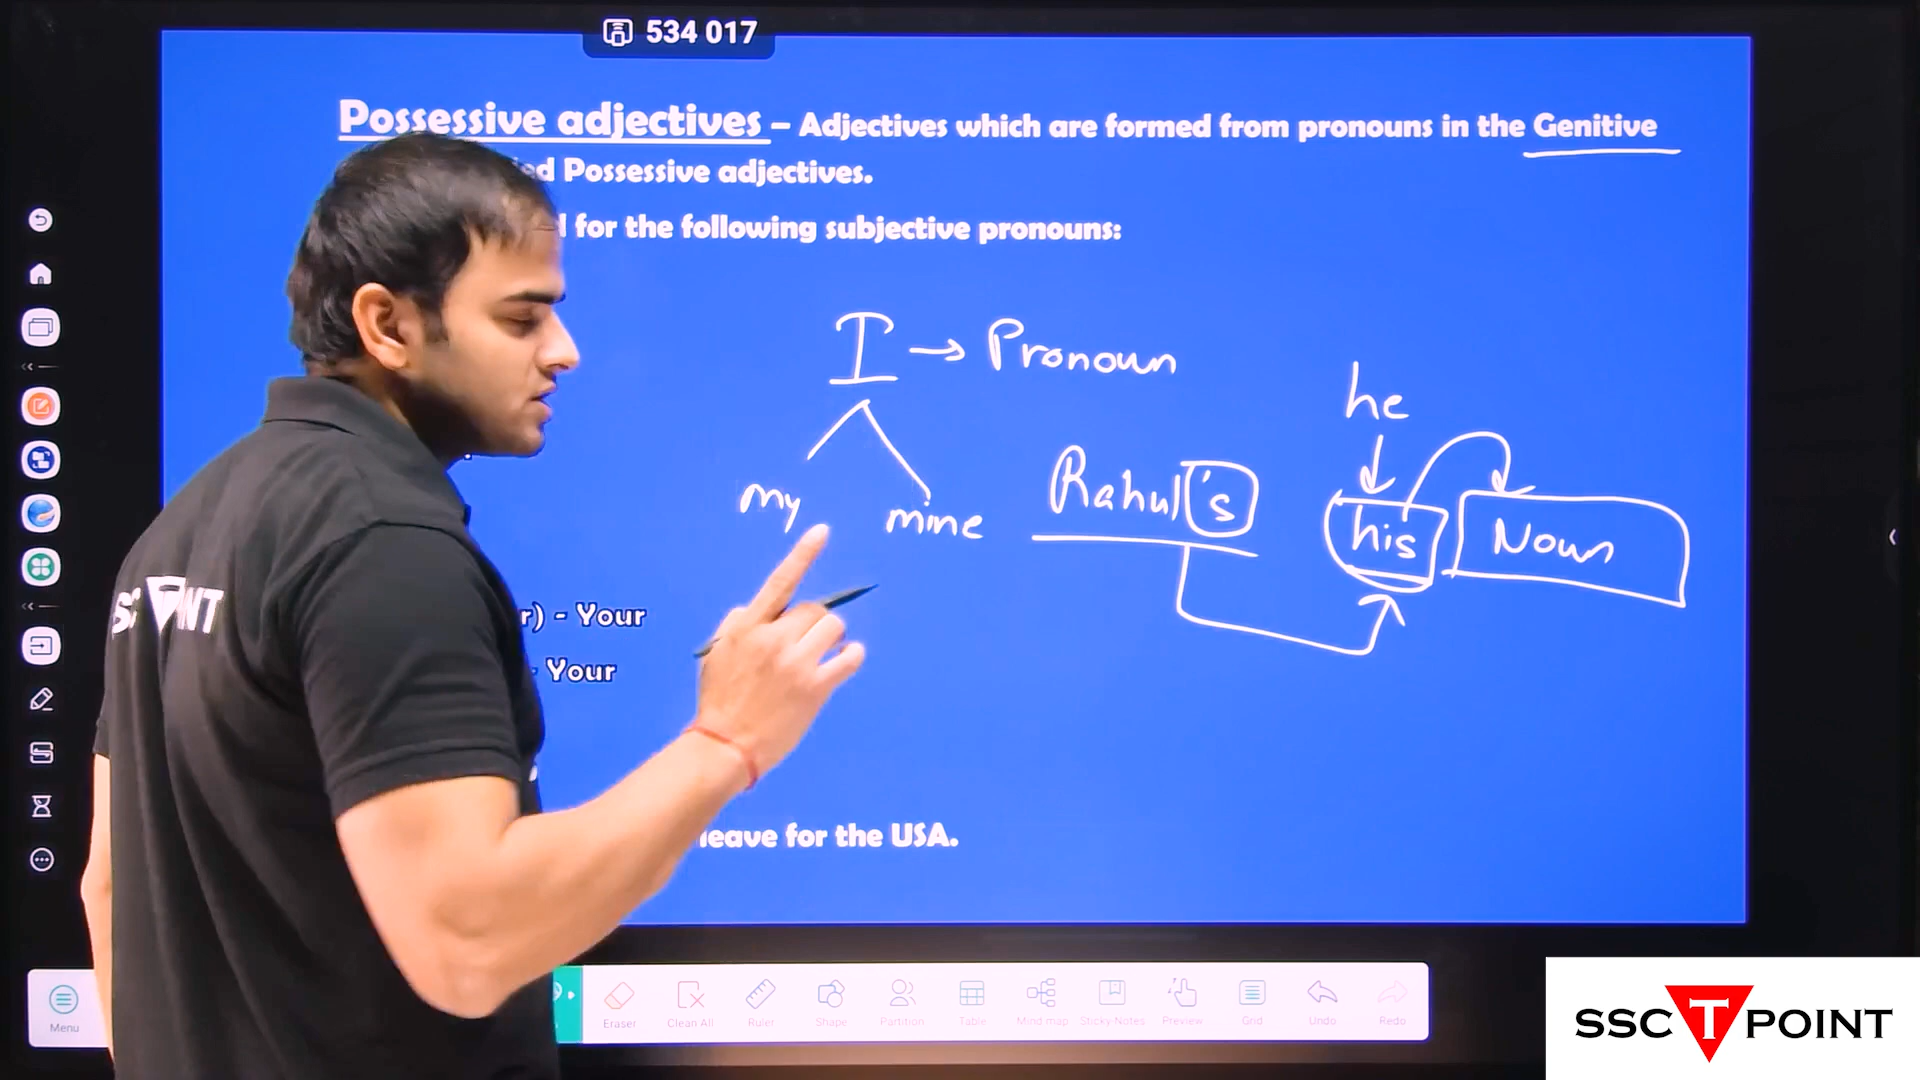 534 017
Possessive adjectives – Adjectives which are formed from pronouns in the Genitive
Possessive adjectives.
for the following subjective pronouns:
I → Pronoun
he
my
mine
Rahul's
his
Noun
- Your
- Your
leave for the USA.
Menu
Eraser
Clean All
Ruler
Shape
Partition
Table
Mind map
Sticky Notes
Preview
Grid
Undo
Redo
SSC T POINT